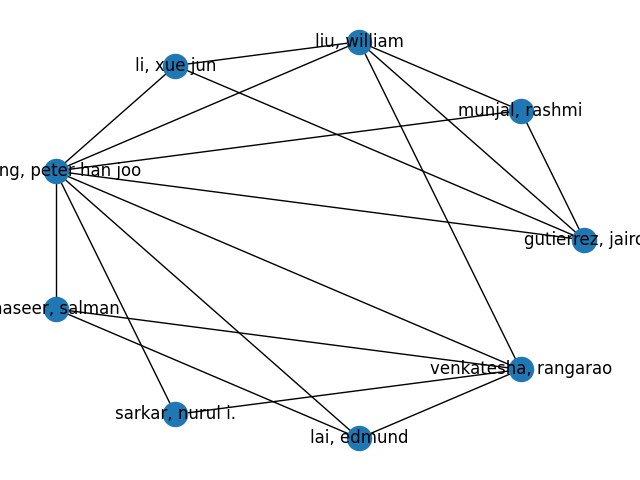 liu, william
li, xue jun
munjal, rashmi
ng, peter han joo
gutierrez, jairo
naseer, salman
venkatesha, rangarao
sarkar, nurul i.
lai, edmund